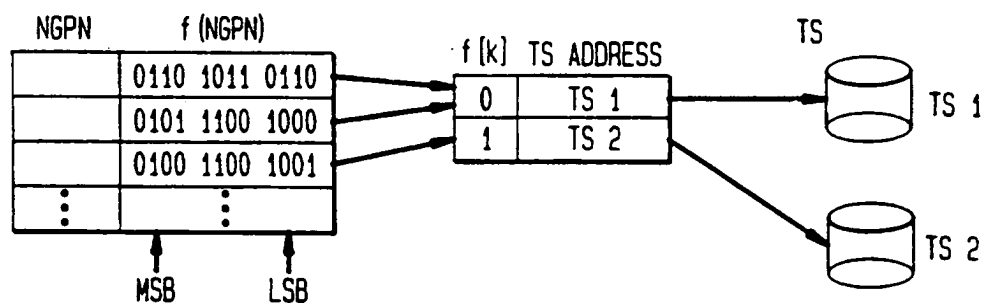 NGPN f (NGPN)
0110 1011 0110
0101 1100 1000
0100 1100 1001
MSB LSB
f [k] TS ADDRESS
0 TS 1
1 TS 2
TS
TS 1
TS 2